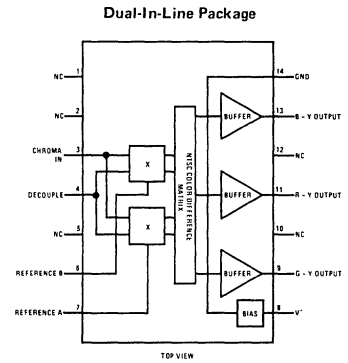 Dual-In-Line Package
NC 1
NC 2
CHROMA IN 3
DECOUPLE 4
NC 5
REFERENCE B 6
REFERENCE A 7
X
X
NTSC COLOR DIFFERENCE MATRIX
BUFFER
BUFFER
BUFFER
BIAS
14 GND
13 B - Y OUTPUT
12 NC
11 R - Y OUTPUT
10 NC
9 G - Y OUTPUT
8 V+
TOP VIEW